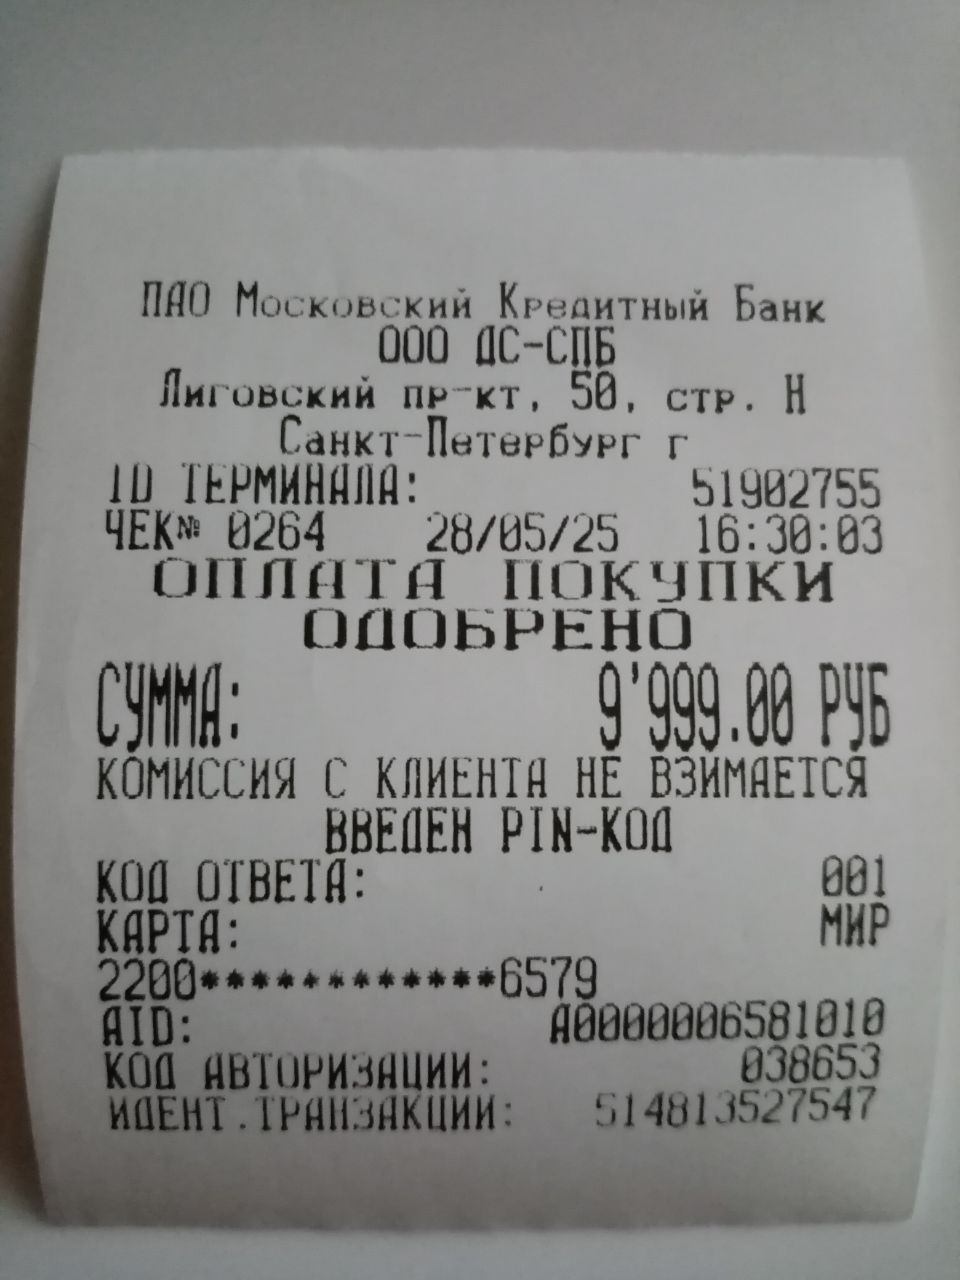 ПАО Московский Кредитный Банк
ООО ДС-СПБ
Лиговский пр-кт, 50, стр. Н
Санкт-Петербург г
ID ТЕРМИНАЛА: 51902755
ЧЕК№ 0264 28/05/25 16:30:03
ОПЛАТА ПОКУПКИ
ОДОБРЕНО
СУММА: 9'999.00 РУБ
КОМИССИЯ С КЛИЕНТА НЕ ВЗИМАЕТСЯ
ВВЕДЕН PIN-КОД
КОД ОТВЕТА: 001
КАРТА: МИР
2200************6579
AID: A0000006581010
КОД АВТОРИЗАЦИИ: 038653
ИДЕНТ.ТРАНЗАКЦИИ: 514813527547